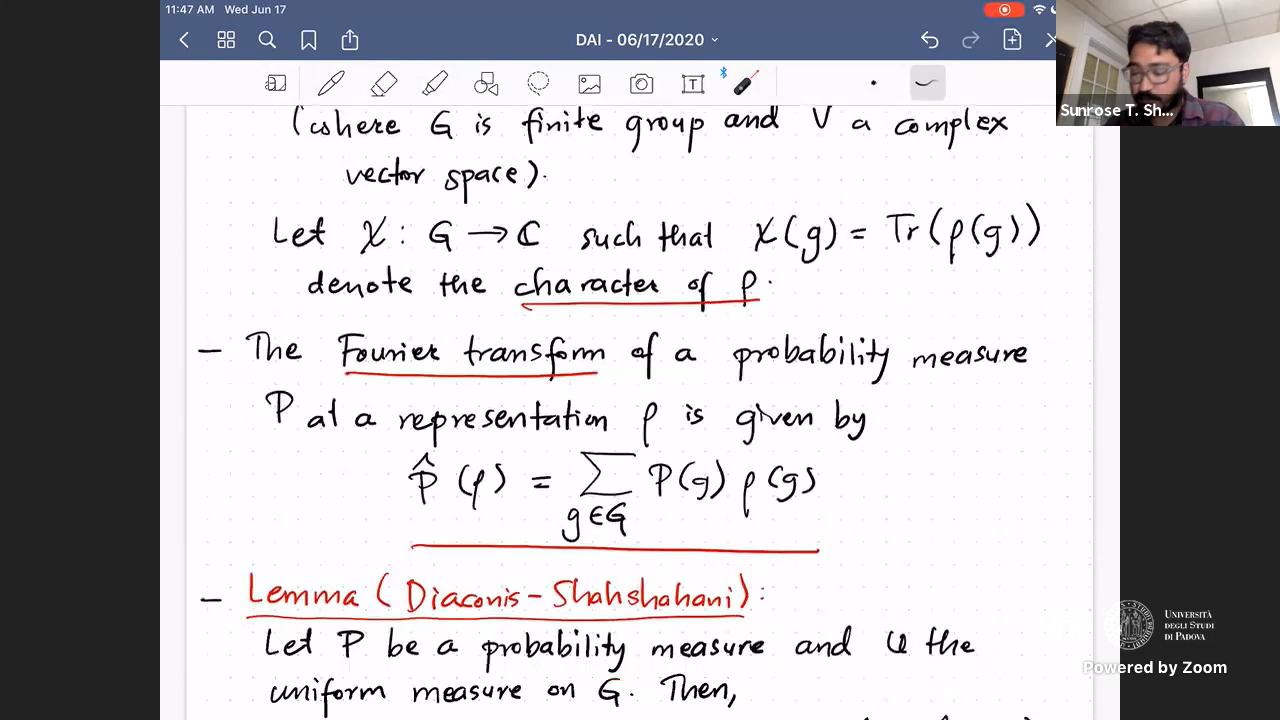 11:47 AM Wed Jun 17
DAI - 06/17/2020
T
Sunrose T. Sh...
(where G is finite group and V a complex
vector space).
Let χ : G → ℂ such that χ(g) = Tr(ρ(g))
denote the character of ρ.
- The Fourier transform of a probability measure
P at a representation ρ is given by
P̂(ρ) = Σ P(g) ρ(g)
g∈G
- Lemma (Diaconis - Shahshahani):
Let P be a probability measure and U the
uniform measure on G. Then,
UNIVERSITÀ
DEGLI STUDI
DI PADOVA
Powered by Zoom